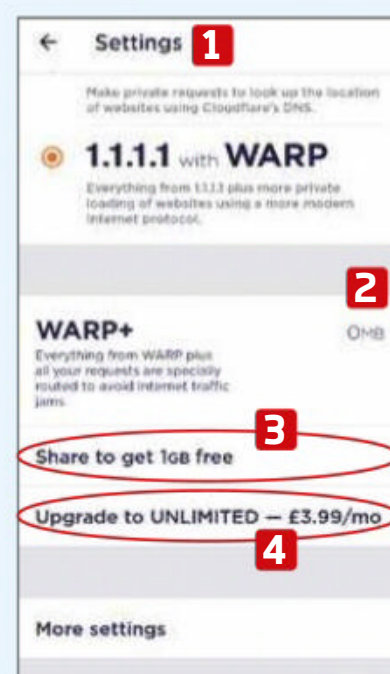 ← Settings 1
Make private requests to look up the location
of websites using Cloudflare's DNS.
1.1.1.1 with WARP
Everything from 1.1.1.1 plus more private
loading of websites using a more modern
Internet protocol.
2
WARP+ 0MB
Everything from WARP plus
all your requests are specially
routed to avoid internet traffic
jams.
3
Share to get 1GB free
Upgrade to UNLIMITED — £3.99/mo
4
More settings